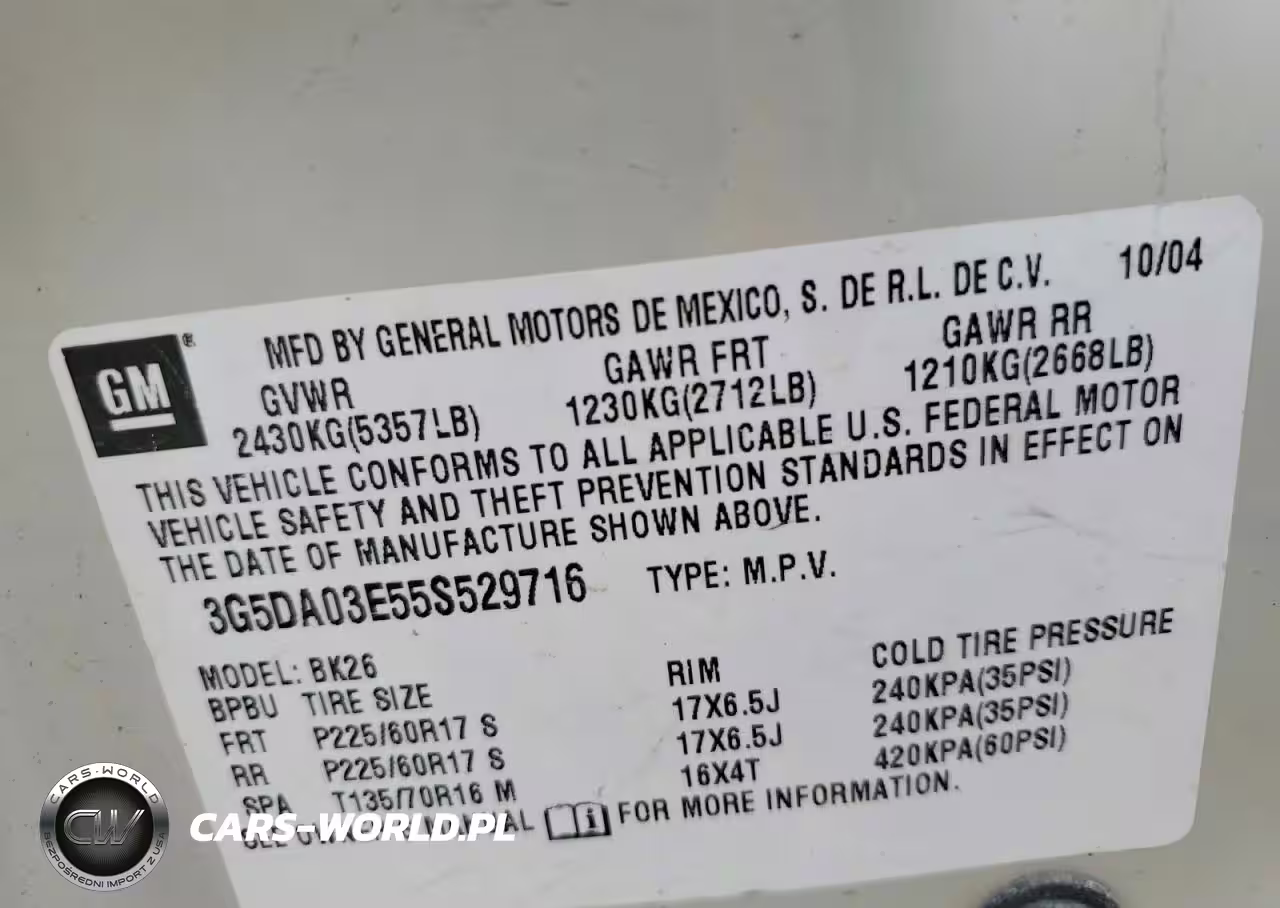 GM
®
MFD BY GENERAL MOTORS DE MEXICO, S. DE R.L. DE C.V. 10/04
GVWR GAWR FRT GAWR RR
2430KG(5357LB) 1230KG(2712LB) 1210KG(2668LB)
THIS VEHICLE CONFORMS TO ALL APPLICABLE U.S. FEDERAL MOTOR
VEHICLE SAFETY AND THEFT PREVENTION STANDARDS IN EFFECT ON
THE DATE OF MANUFACTURE SHOWN ABOVE.
3G5DA03E55S529716 TYPE: M.P.V.
MODEL: BK26
BPBU TIRE SIZE RIM COLD TIRE PRESSURE
FRT P225/60R17 S 17X6.5J 240KPA(35PSI)
RR P225/60R17 S 17X6.5J 240KPA(35PSI)
SPA T135/70R16 M 16X4T 420KPA(60PSI)
SEE FOR MORE INFORMATION.
CARS-WORLD
CW
BEZPOŚREDNI IMPORT Z USA
CARS-WORLD.PL